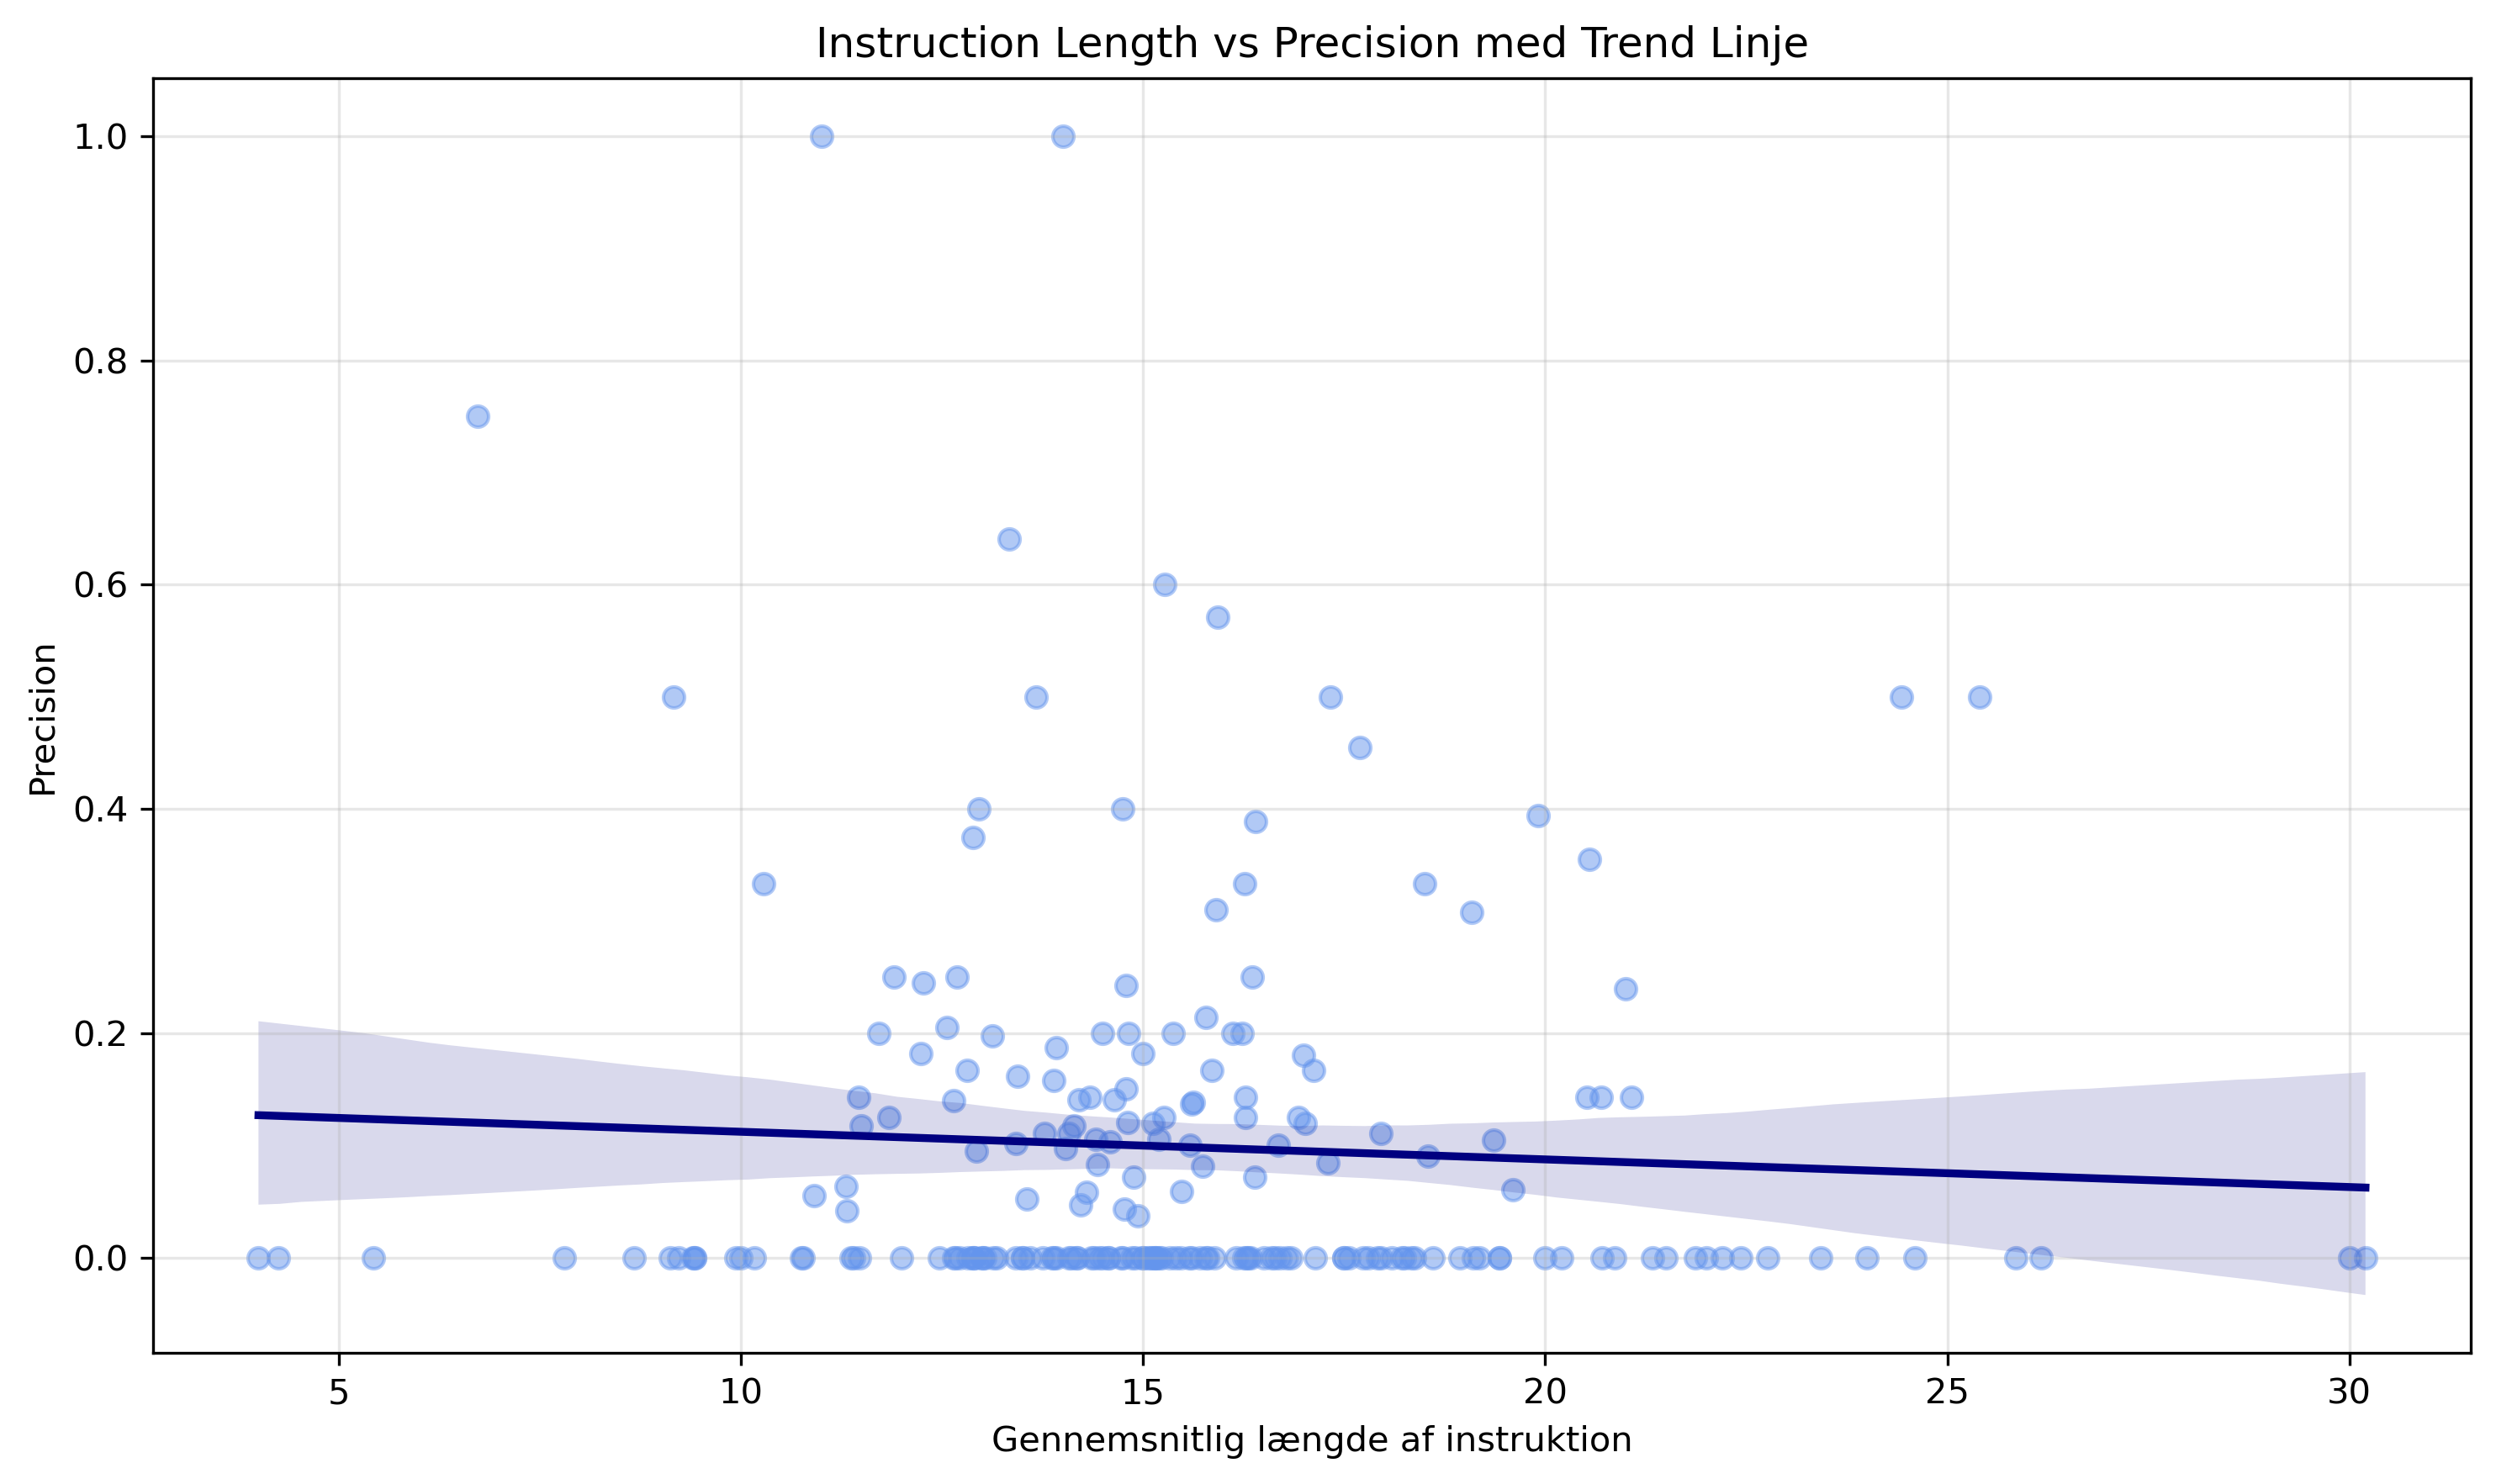 Instruction Length vs Precision med Trend Linje
1.0
0.8
0.6
0.4
0.2
0.0
Precision
5 10 15 20 25 30
Gennemsnitlig længde af instruktion